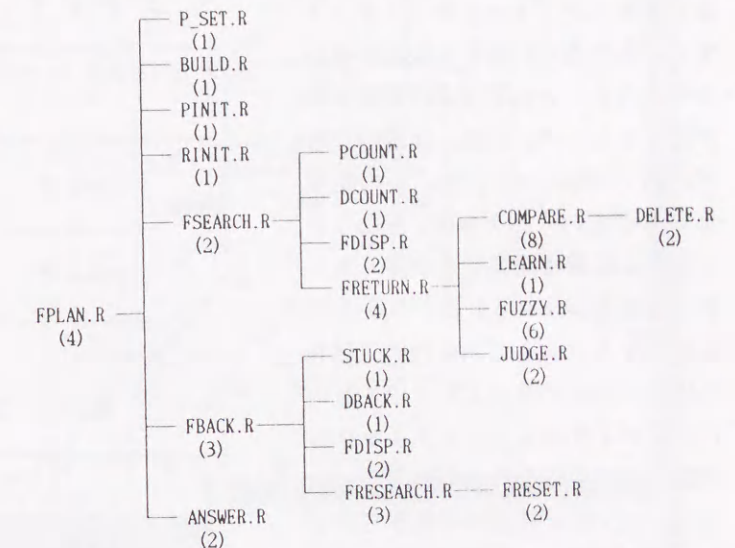 P_SET.R
(1)
BUILD.R
(1)
PINIT.R
(1)
RINIT.R
(1)
FSEARCH.R
(2)
PCOUNT.R
(1)
DCOUNT.R
(1)
FDISP.R
(2)
FRETURN.R
(4)
COMPARE.R
(8)
DELETE.R
(2)
LEARN.R
(1)
FUZZY.R
(6)
JUDGE.R
(2)
FPLAN.R
(4)
STUCK.R
(1)
DBACK.R
(1)
FBACK.R
(3)
FDISP.R
(2)
FRESEARCH.R
(3)
FRESET.R
(2)
ANSWER.R
(2)